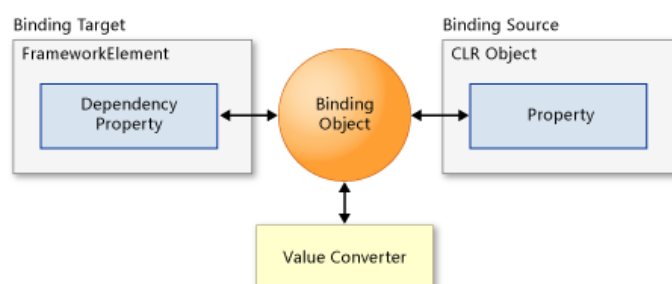 Binding Target
FrameworkElement
Dependency
Property
Binding
Object
Binding Source
CLR Object
Property
Value Converter